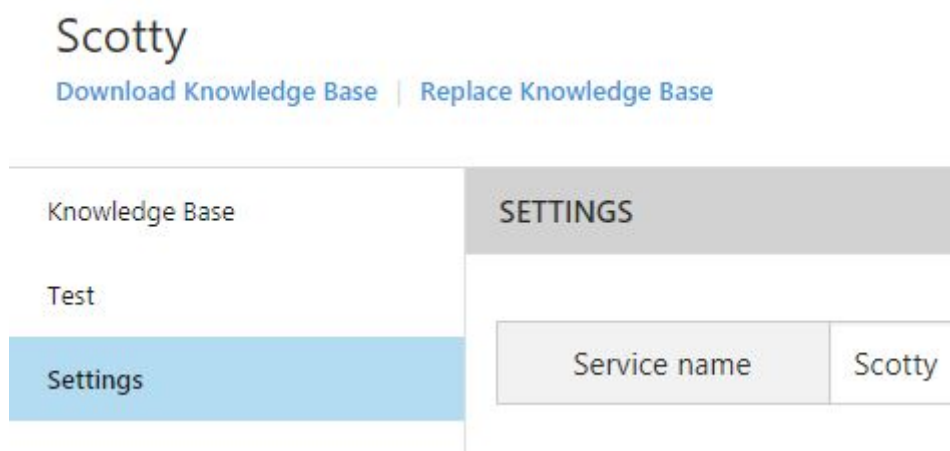 Scotty
Download Knowledge Base | Replace Knowledge Base
Knowledge Base
SETTINGS
Test
Settings
Service name
Scotty